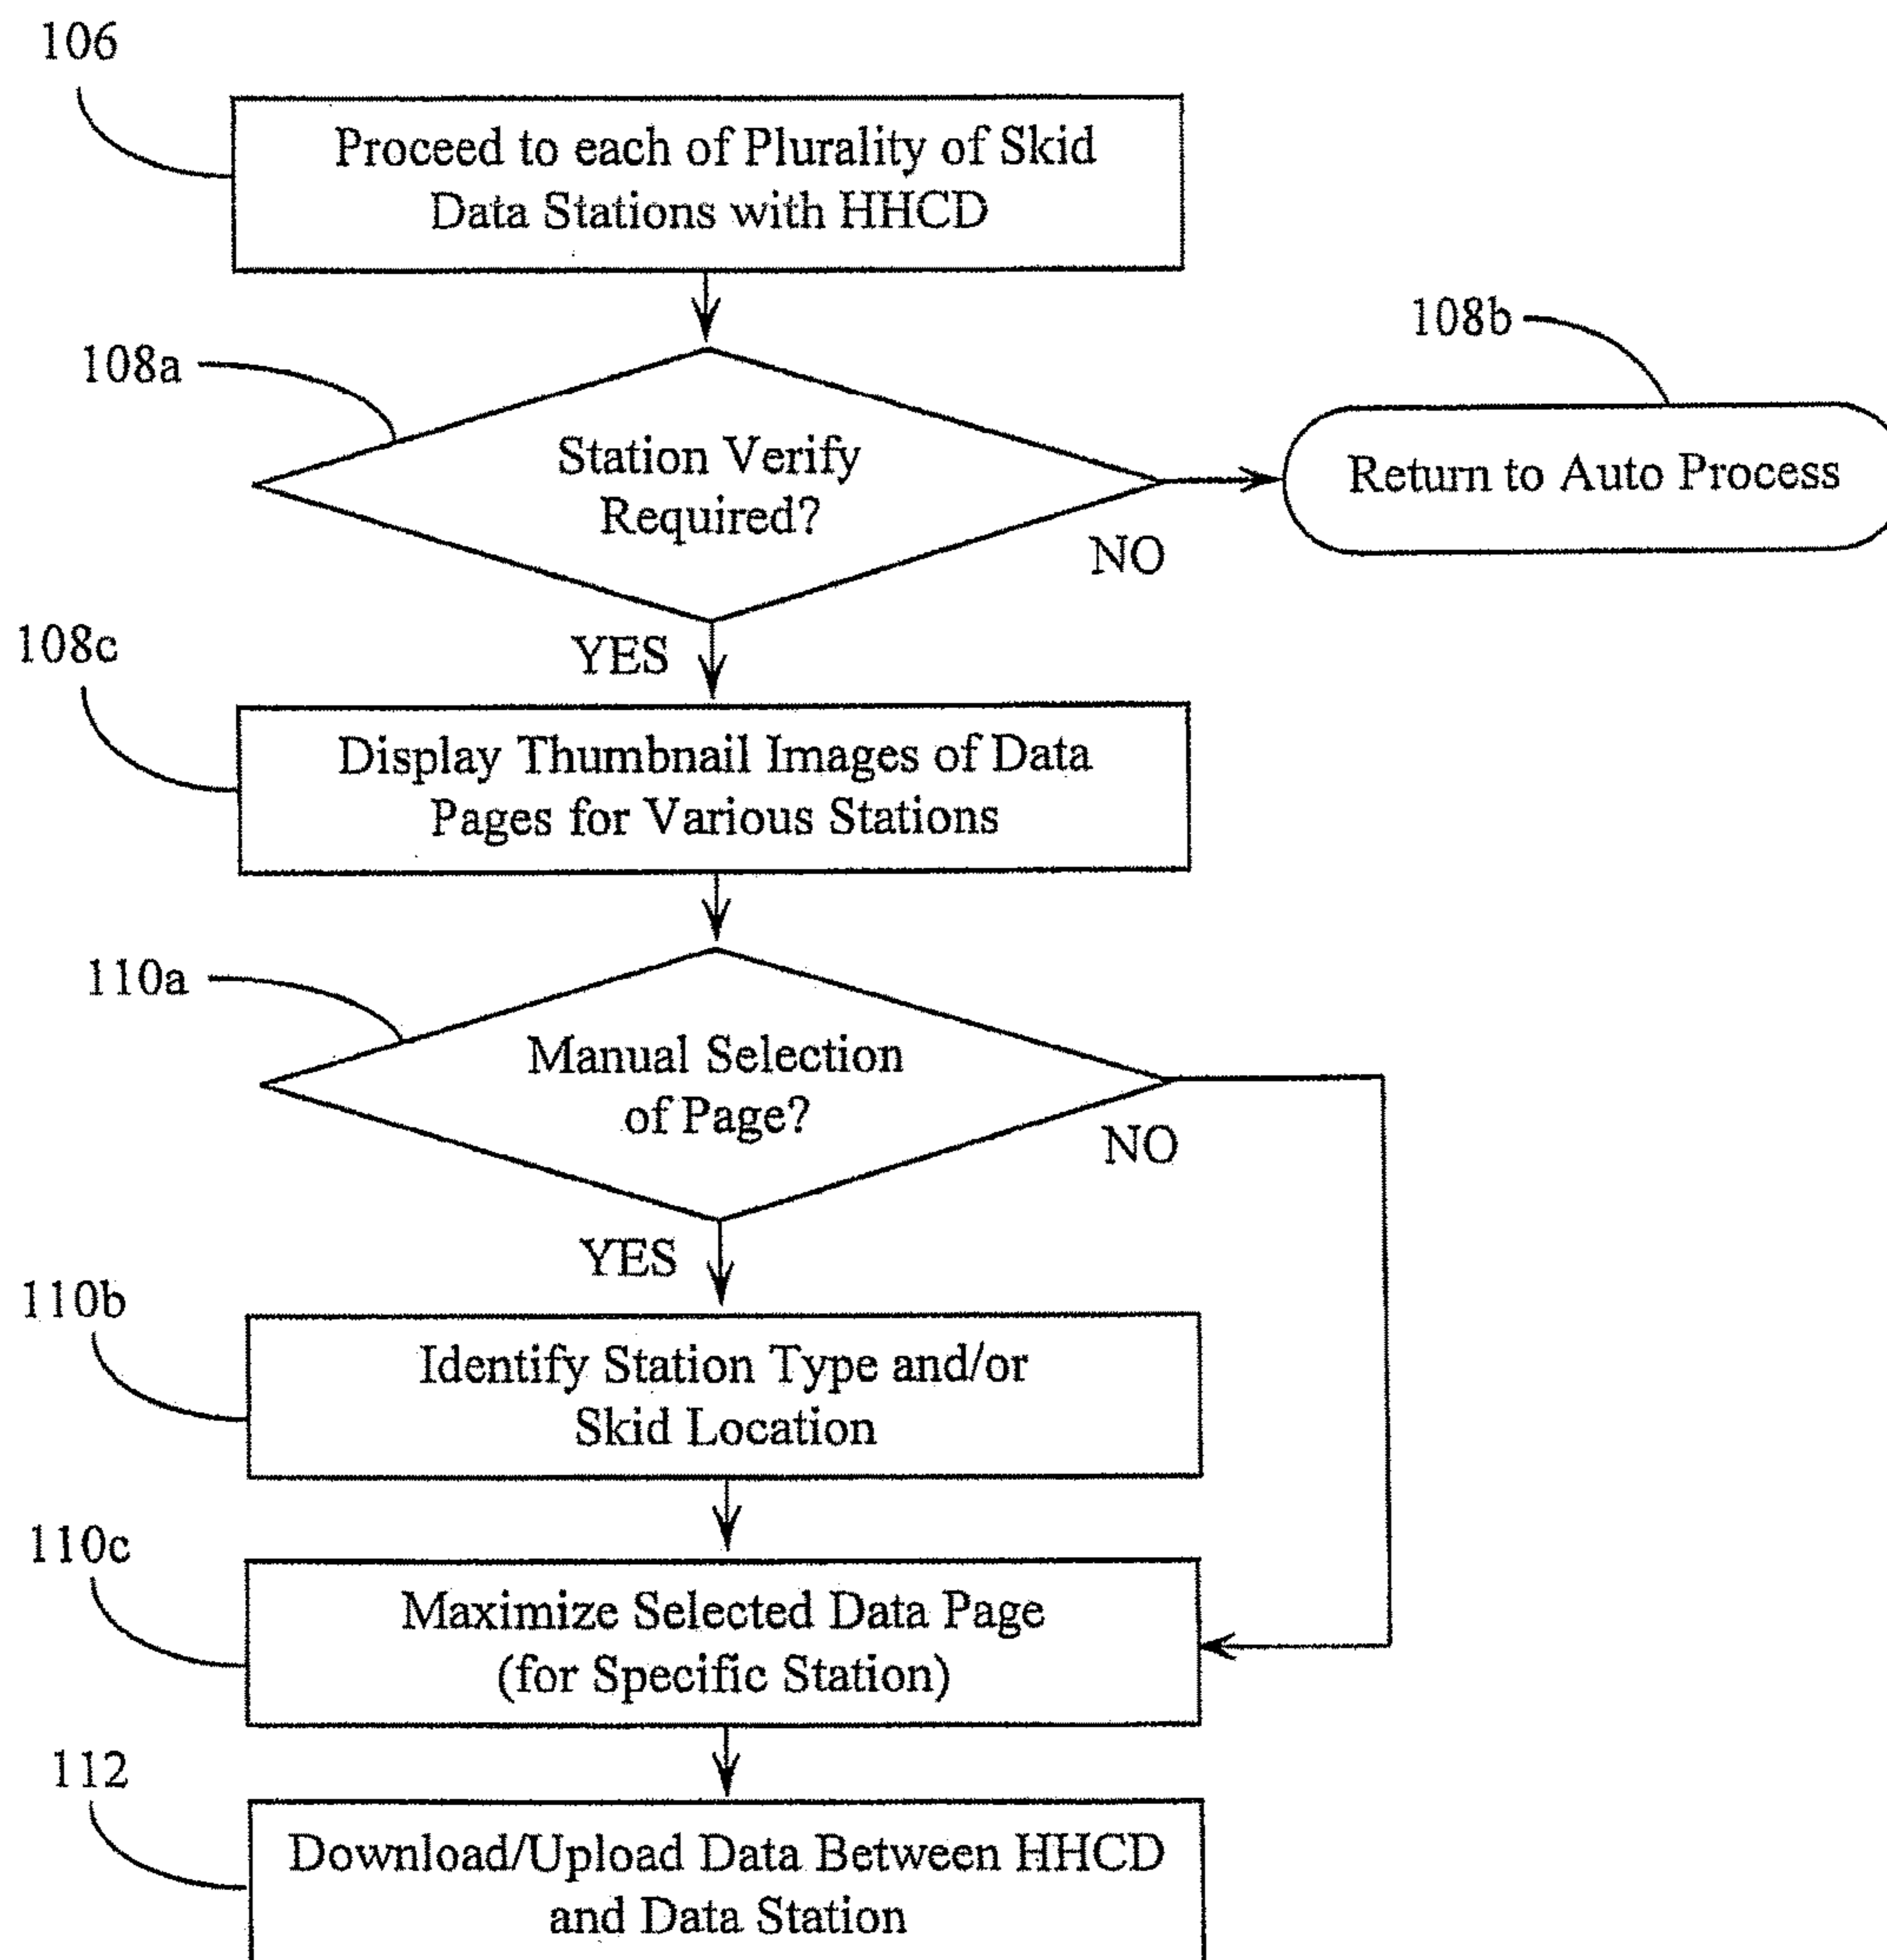 106
Proceed to each of Plurality of Skid
Data Stations with HHCD
108a
108b
Station Verify
Required?
Return to Auto Process
NO
YES
108c
Display Thumbnail Images of Data
Pages for Various Stations
110a
Manual Selection
of Page?
NO
YES
110b
Identify Station Type and/or
Skid Location
110c
Maximize Selected Data Page
(for Specific Station)
112
Download/Upload Data Between HHCD
and Data Station